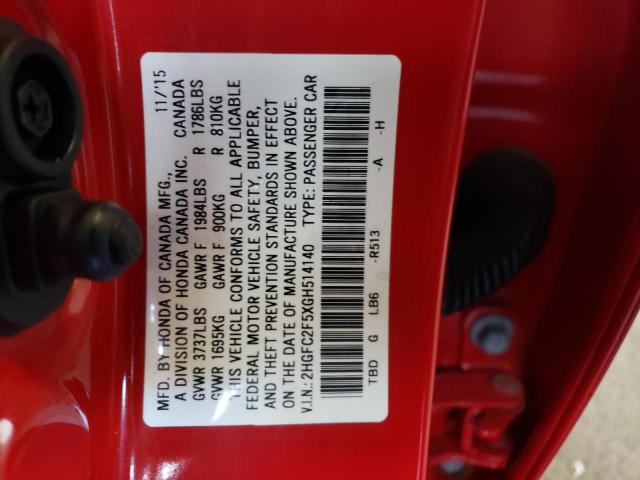 MFD. BY HONDA OF CANADA MFG., 11/'15
A DIVISION OF HONDA CANADA INC. CANADA
GVWR 3737LBS GAWR F 1984LBS R 1786LBS
GVWR 1695KG GAWR F 900KG R 810KG
THIS VEHICLE CONFORMS TO ALL APPLICABLE
FEDERAL MOTOR VEHICLE SAFETY, BUMPER,
AND THEFT PREVENTION STANDARDS IN EFFECT
ON THE DATE OF MANUFACTURE SHOWN ABOVE.
V.I.N.: 2HGFC2F5XGH514140 TYPE: PASSENGER CAR
TBD G LB6 -R513 -A -H